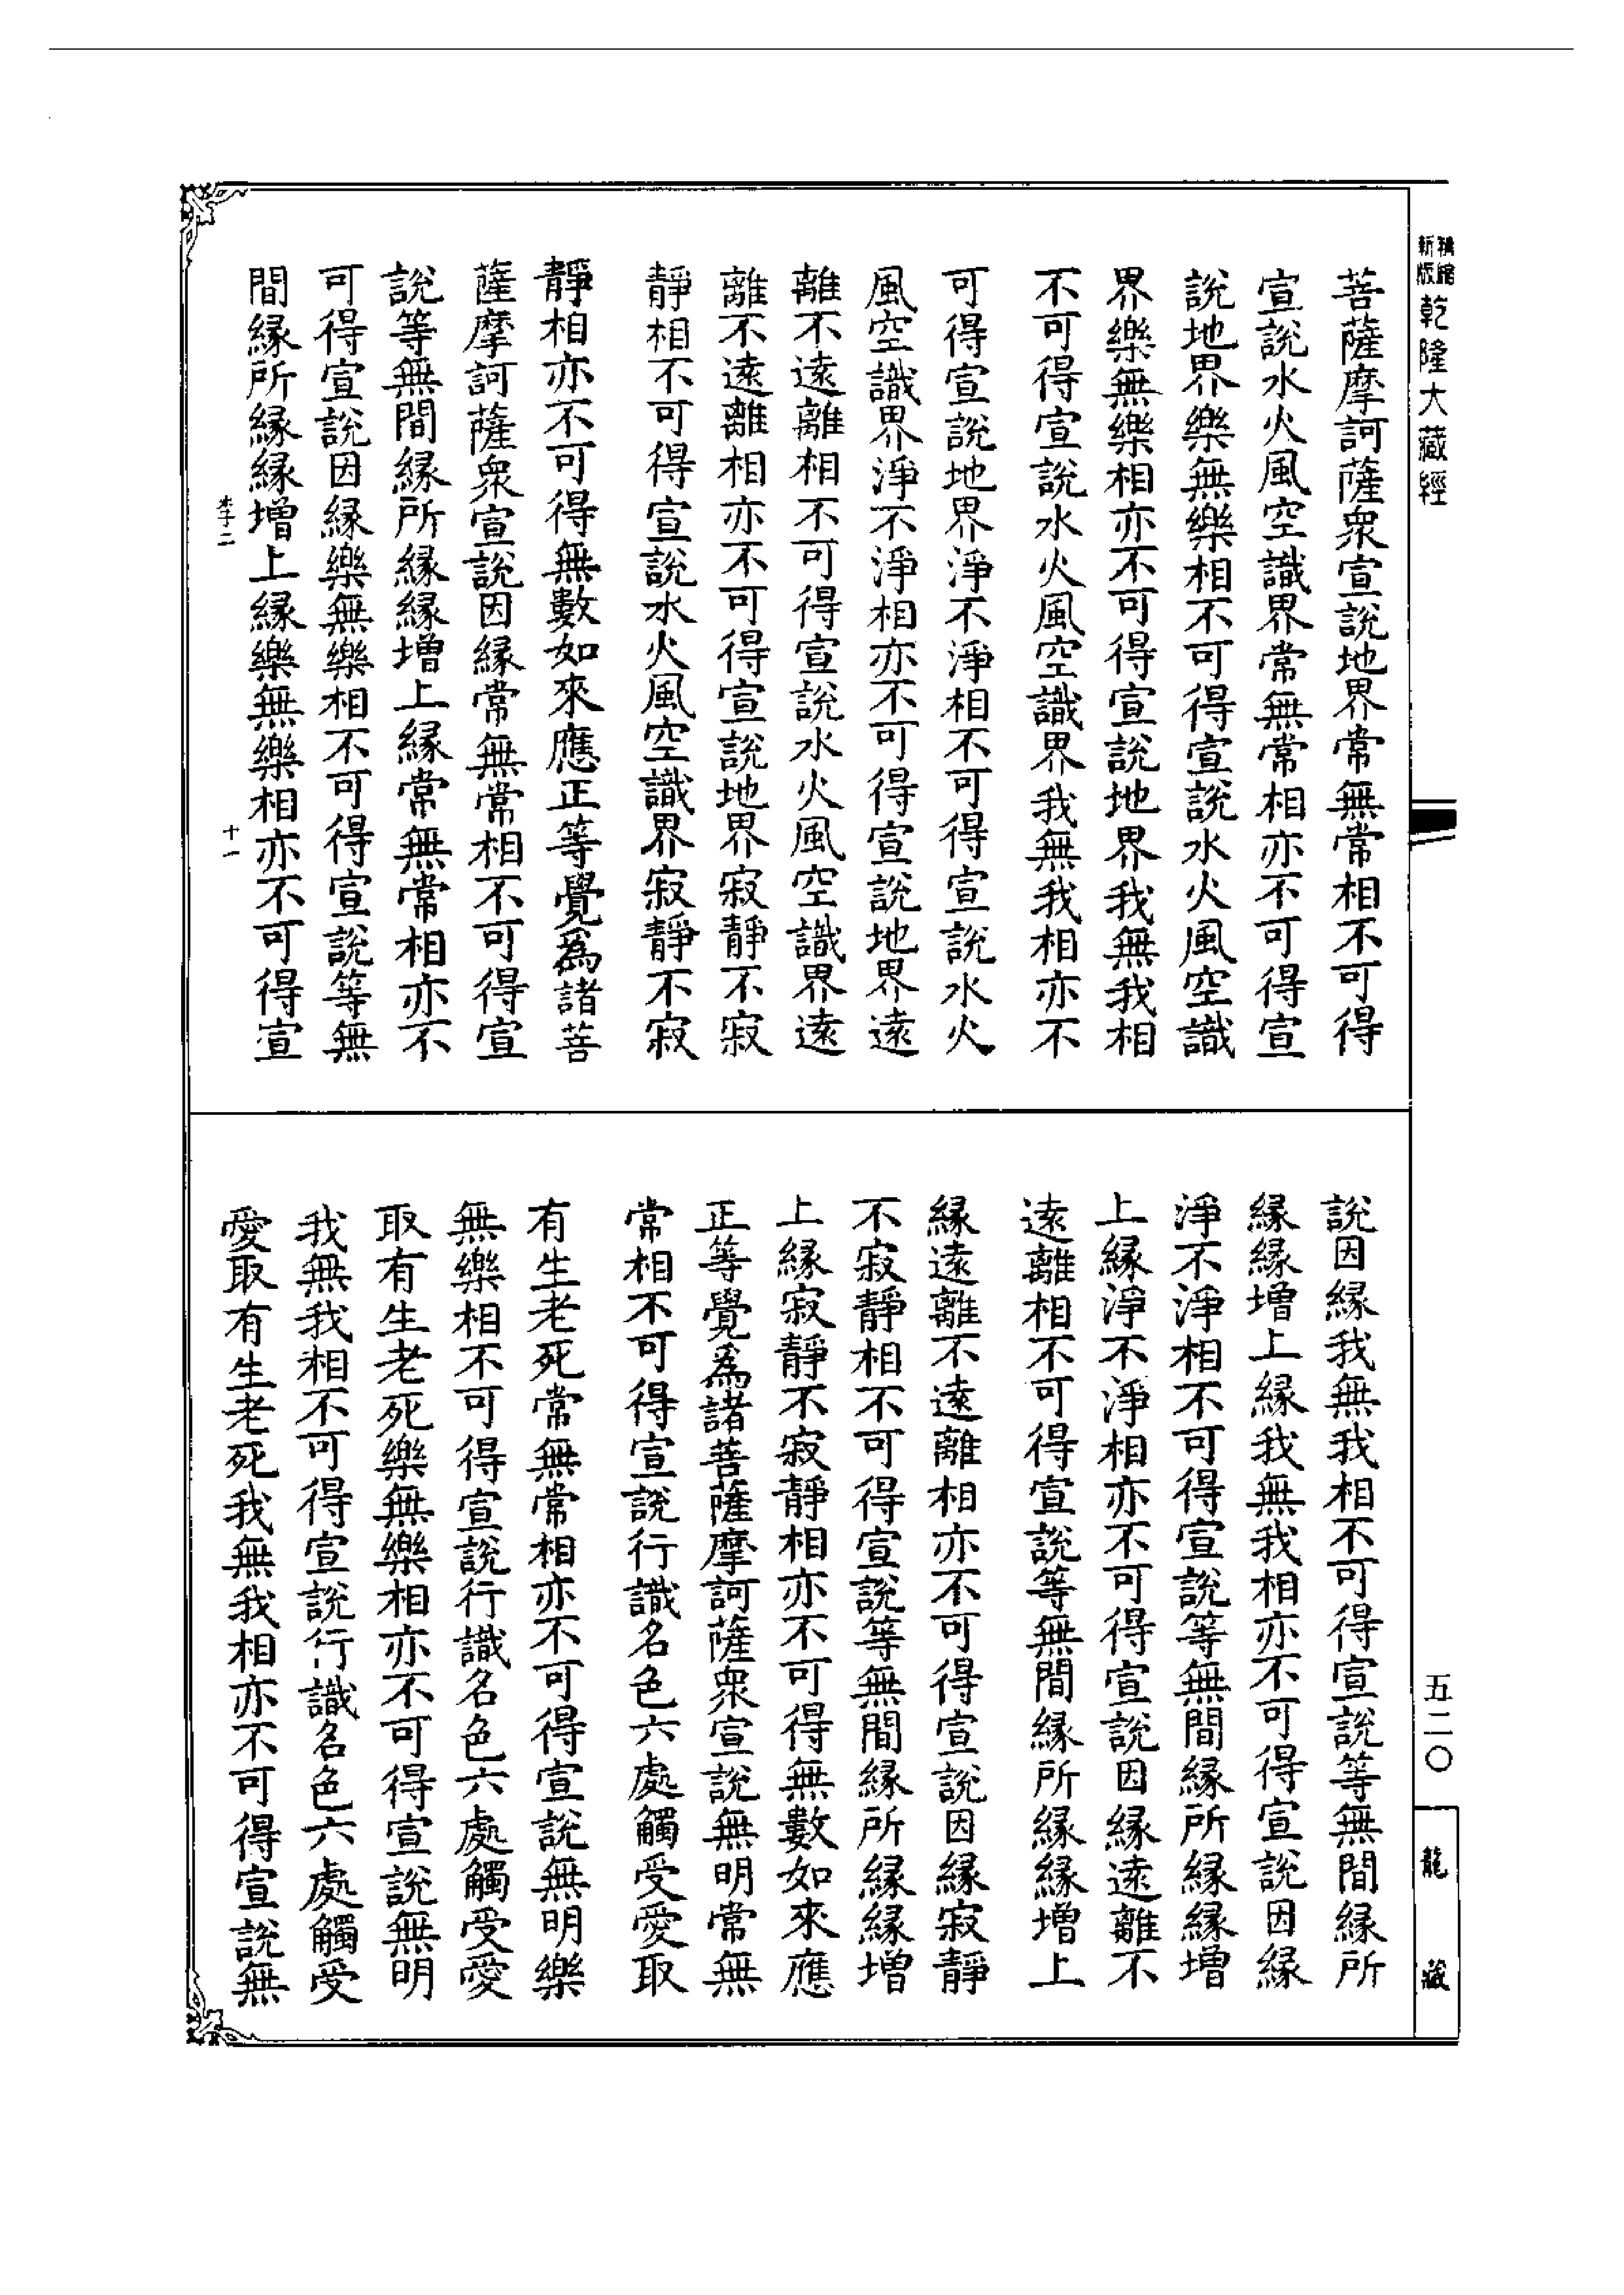 新版精縮乾隆大藏經
菩薩摩訶薩衆宣說地界常無常相不可得
宣說水火風空識界常無常相亦不可得宣
說地界樂無樂相不可得宣說水火風空識
界樂無樂相亦不可得宣說地界我無我相
不可得宣說水火風空識界我無我相亦不
可得宣說地界淨不淨相不可得宣說水火
風空識界淨不淨相亦不可得宣說地界遠
離不遠離相不可得宣說水火風空識界遠
離不遠離相亦不可得宣說地界寂靜不寂
靜相不可得宣說水火風空識界寂靜不寂
靜相亦不可得無數如來應正等覺爲諸菩
薩摩訶薩衆宣說因緣常無常相不可得宣
說等無間緣所緣緣增上緣常無常相亦不
可得宣說因緣樂無樂相不可得宣說等無
間緣所緣緣增上緣樂無樂相亦不可得宣
十一
說因緣我無我相不可得宣說等無間緣所
緣緣增上緣我無我相亦不可得宣說因緣
淨不淨相不可得宣說等無間緣所緣緣增
上緣淨不淨相亦不可得宣說因緣遠離不
遠離相不可得宣說等無間緣所緣緣增上
緣遠離不遠離相亦不可得宣說因緣寂靜
不寂靜相不可得宣說等無間緣所緣緣增
上緣寂靜不寂靜相亦不可得無數如來應
正等覺爲諸菩薩摩訶薩衆宣說無明常無
常相不可得宣說行識名色六處觸受愛取
有生老死常無常相亦不可得宣說無明樂
無樂相不可得宣說行識名色六處觸受愛
取有生老死樂無樂相亦不可得宣說無明
我無我相不可得宣說行識名色六處觸受
愛取有生老死我無我相亦不可得宣說無
五二〇
龍藏